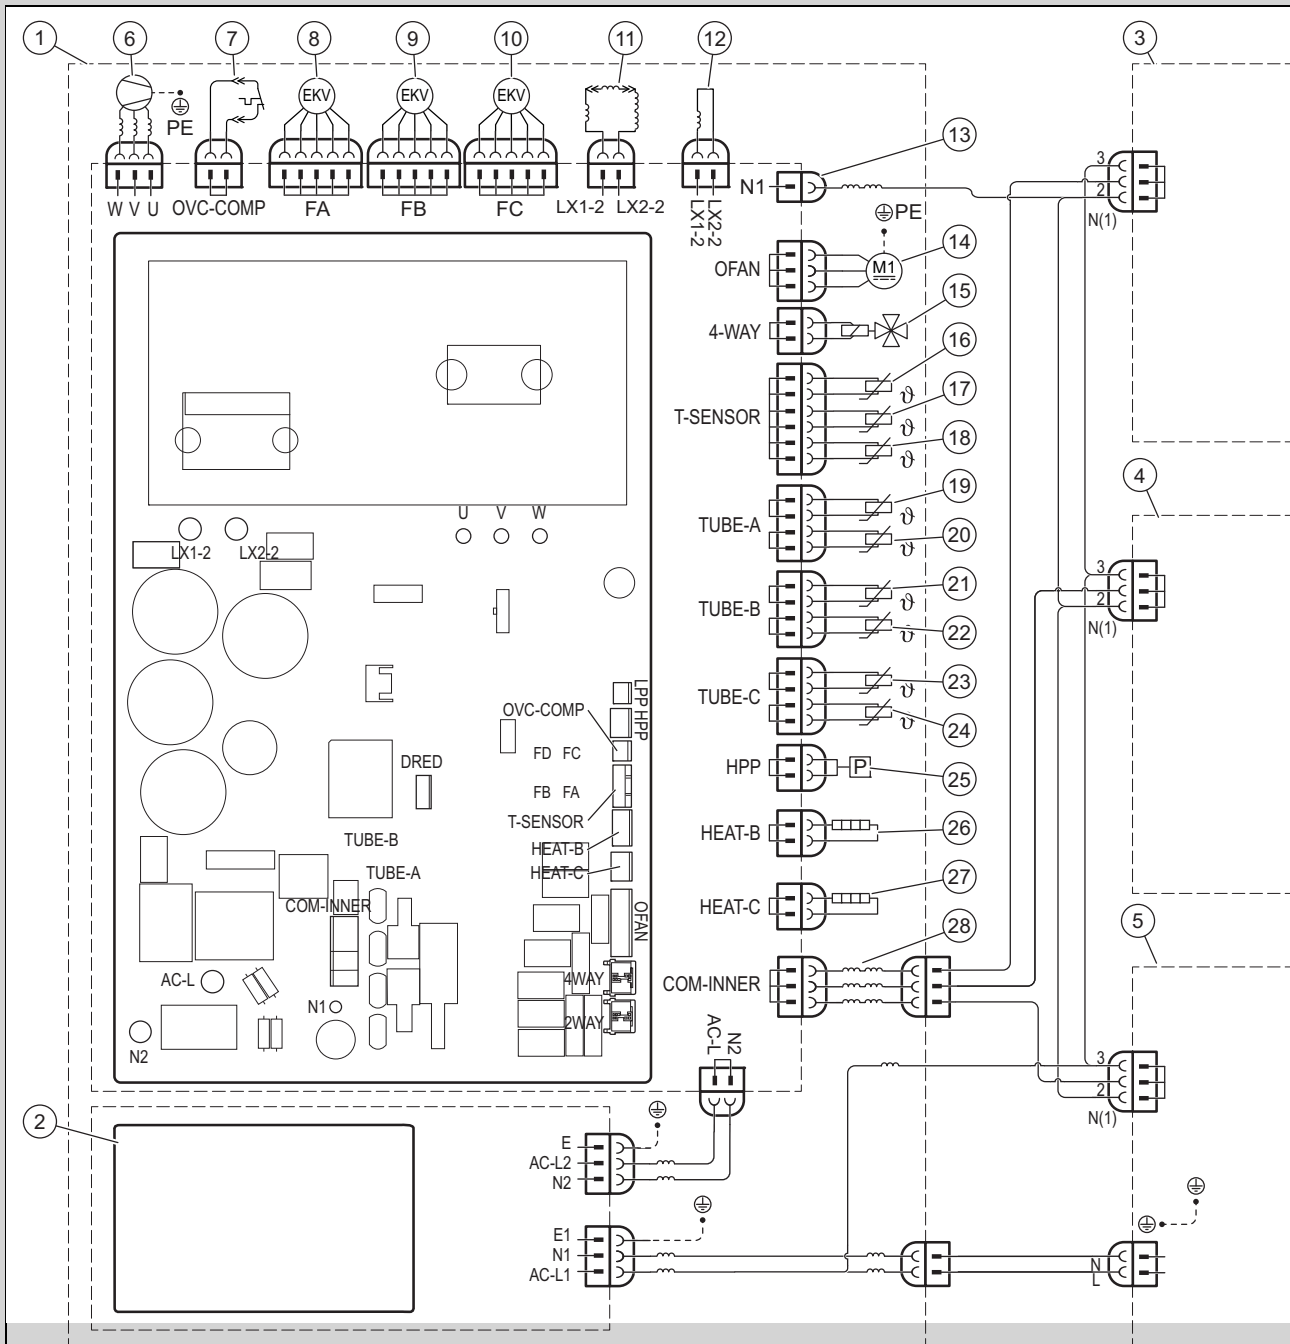 1
6
7
8
9
10
11
12
3
EKV
EKV
EKV
PE
W V U
OVC-COMP
FA
FB
FC
LX1-2
LX2-2
LX1-2
LX2-2
N1
13
3
2
N(1)
PE
OFAN
M1
14
4-WAY
15
T-SENSOR
16
ϑ
17
ϑ
18
ϑ
4
TUBE-A
19
ϑ
20
ϑ
U
V
W
LX1-2
LX2-2
TUBE-B
21
ϑ
22
ϑ
3
2
N(1)
TUBE-C
23
ϑ
24
ϑ
LPP
HPP
OVC-COMP
FD FC
DRED
FB FA
T-SENSOR
TUBE-B
HEAT-B
TUBE-A
HEAT-C
COM-INNER
OFAN
AC-L
4WAY
N1
2WAY
N2
HPP
P
25
HEAT-B
26
HEAT-C
27
5
28
COM-INNER
AC-L
N2
3
2
N(1)
2
E
AC-L2
N2
E1
N1
AC-L1
N
L